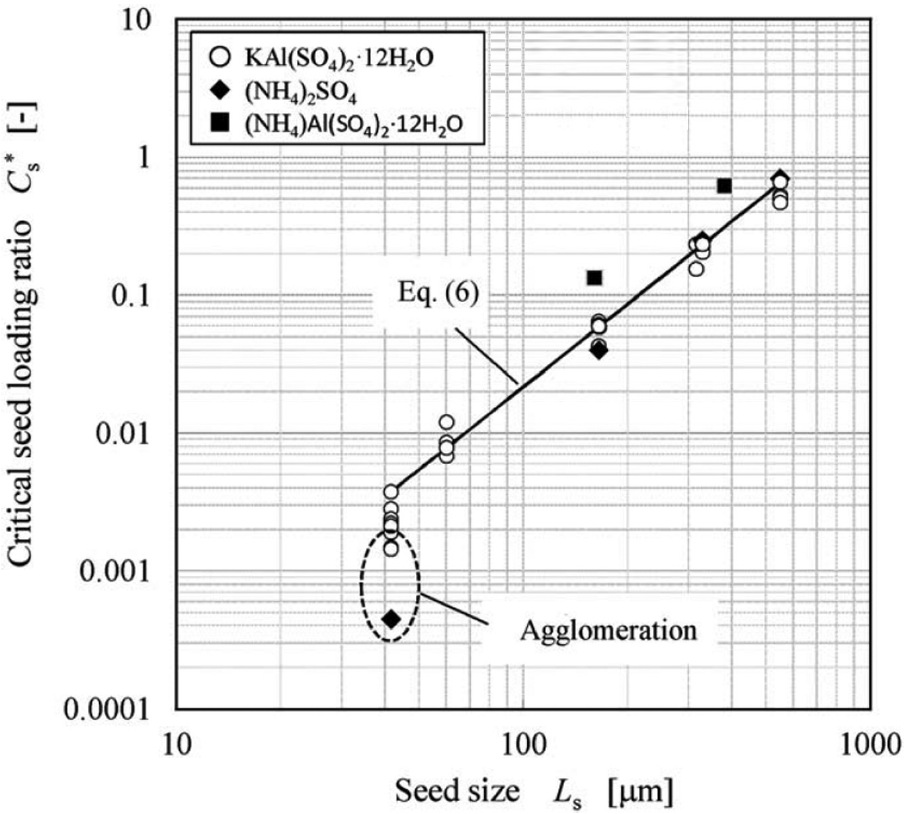 10
KAl(SO₄)₂·12H₂O
(NH₄)₂SO₄
(NH₄)Al(SO₄)₂·12H₂O
1
0.1
0.01
0.001
0.0001
Critical seed loading ratio Cₛ* [-]
Eq. (6)
Agglomeration
10
100
1000
Seed size Lₛ [μm]